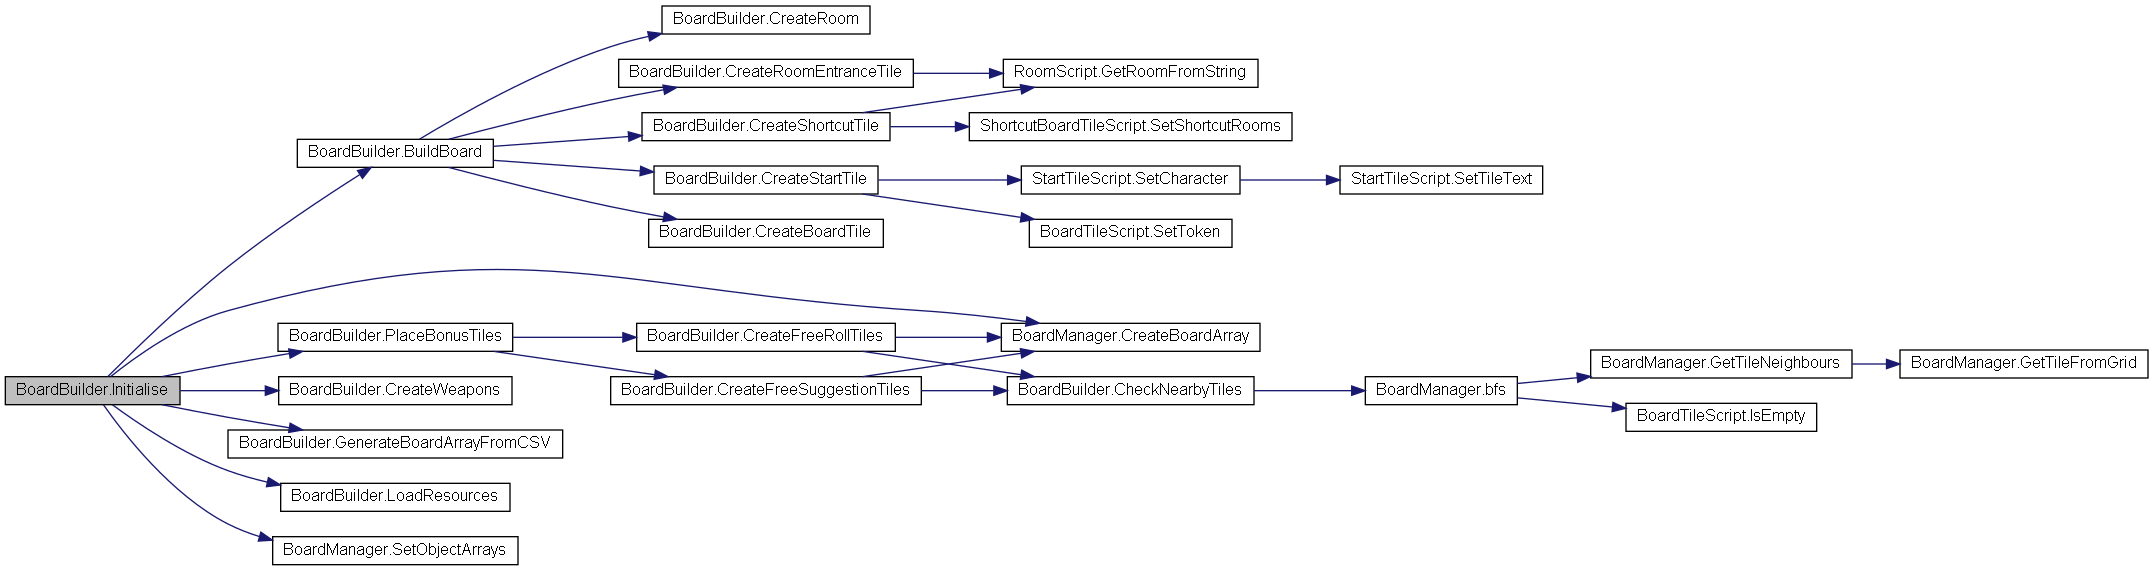 BoardBuilder.CreateRoom
BoardBuilder.CreateRoomEntranceTile
RoomScript.GetRoomFromString
BoardBuilder.CreateShortcutTile
ShortcutBoardTileScript.SetShortcutRooms
BoardBuilder.BuildBoard
BoardBuilder.CreateStartTile
StartTileScript.SetCharacter
StartTileScript.SetTileText
BoardBuilder.CreateBoardTile
BoardTileScript.SetToken
BoardBuilder.PlaceBonusTiles
BoardBuilder.CreateFreeRollTiles
BoardManager.CreateBoardArray
BoardManager.GetTileNeighbours
BoardManager.GetTileFromGrid
BoardBuilder.Initialise
BoardBuilder.CreateWeapons
BoardBuilder.CreateFreeSuggestionTiles
BoardBuilder.CheckNearbyTiles
BoardManager.bfs
BoardTileScript.IsEmpty
BoardBuilder.GenerateBoardArrayFromCSV
BoardBuilder.LoadResources
BoardManager.SetObjectArrays